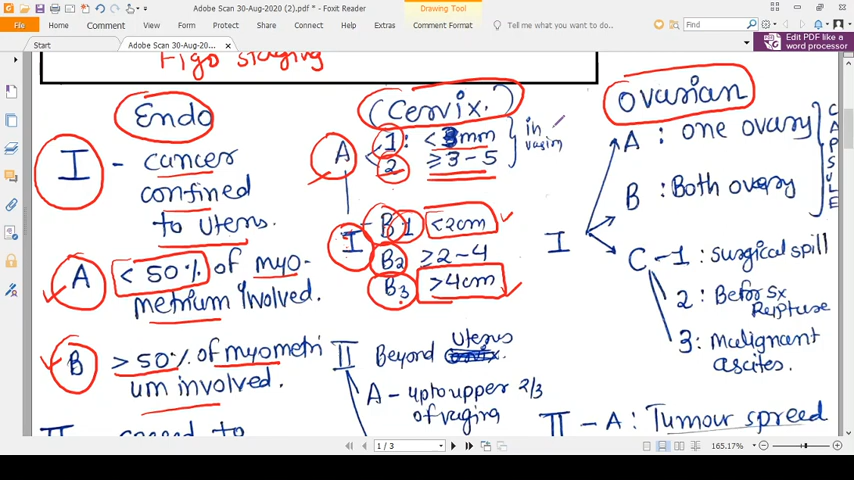 Adobe Scan 30-Aug-2020 (2).pdf * - Foxit Reader
Drawing Tool
File
Home
Comment
View
Form
Protect
Share
Connect
Help
Extras
Comment Format
Tell me what you want to do...
Find
Start
Adobe Scan 30-Aug-20...
Edit PDF like a
word processor
Figo staging
Endo
I - cancer
confined
to Uterus.
A < 50% of myo-
metrium involved.
B > 50% of myometri
um involved.
(Cervix.)
A 1: < 3mm
2 ≥ 3 - 5
in
I - B1 <2cm
B2 ≥ 2 - 4
B3 >4cm
II Beyond Uterus
A - upto upper 2/3
of vagina
Ovarian
I
A : one ovary
B : Both ovary
CAPSULE
C - 1 : surgical spill
2 : Before Sx
Rupture
3 : Malignant
ascites.
II - A : Tumour spread
1 / 3
165.17%